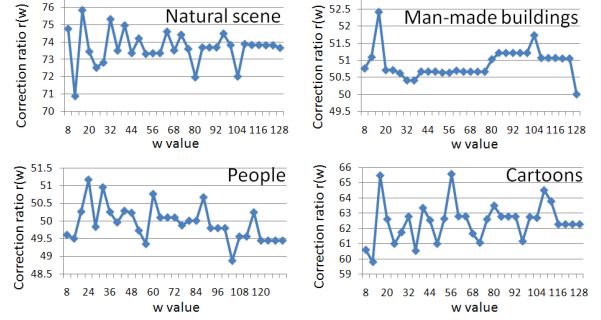 Natural scene
Correction ratio r(w)
76
75
74
73
72
71
70
8 20 32 44 56 68 80 92 104 116 128
w value
Man-made buildings
Correction ratio r(w)
52.5
52
51.5
51
50.5
50
49.5
8 20 32 44 56 68 80 92 104 116 128
w value
People
Correction ratio r(w)
51.5
51
50.5
50
49.5
49
48.5
8 24 36 48 60 72 84 96 108 120
w value
Cartoons
Correction ratio r(w)
66
65
64
63
62
61
60
59
8 20 32 44 56 68 80 92 104 116 128
w value